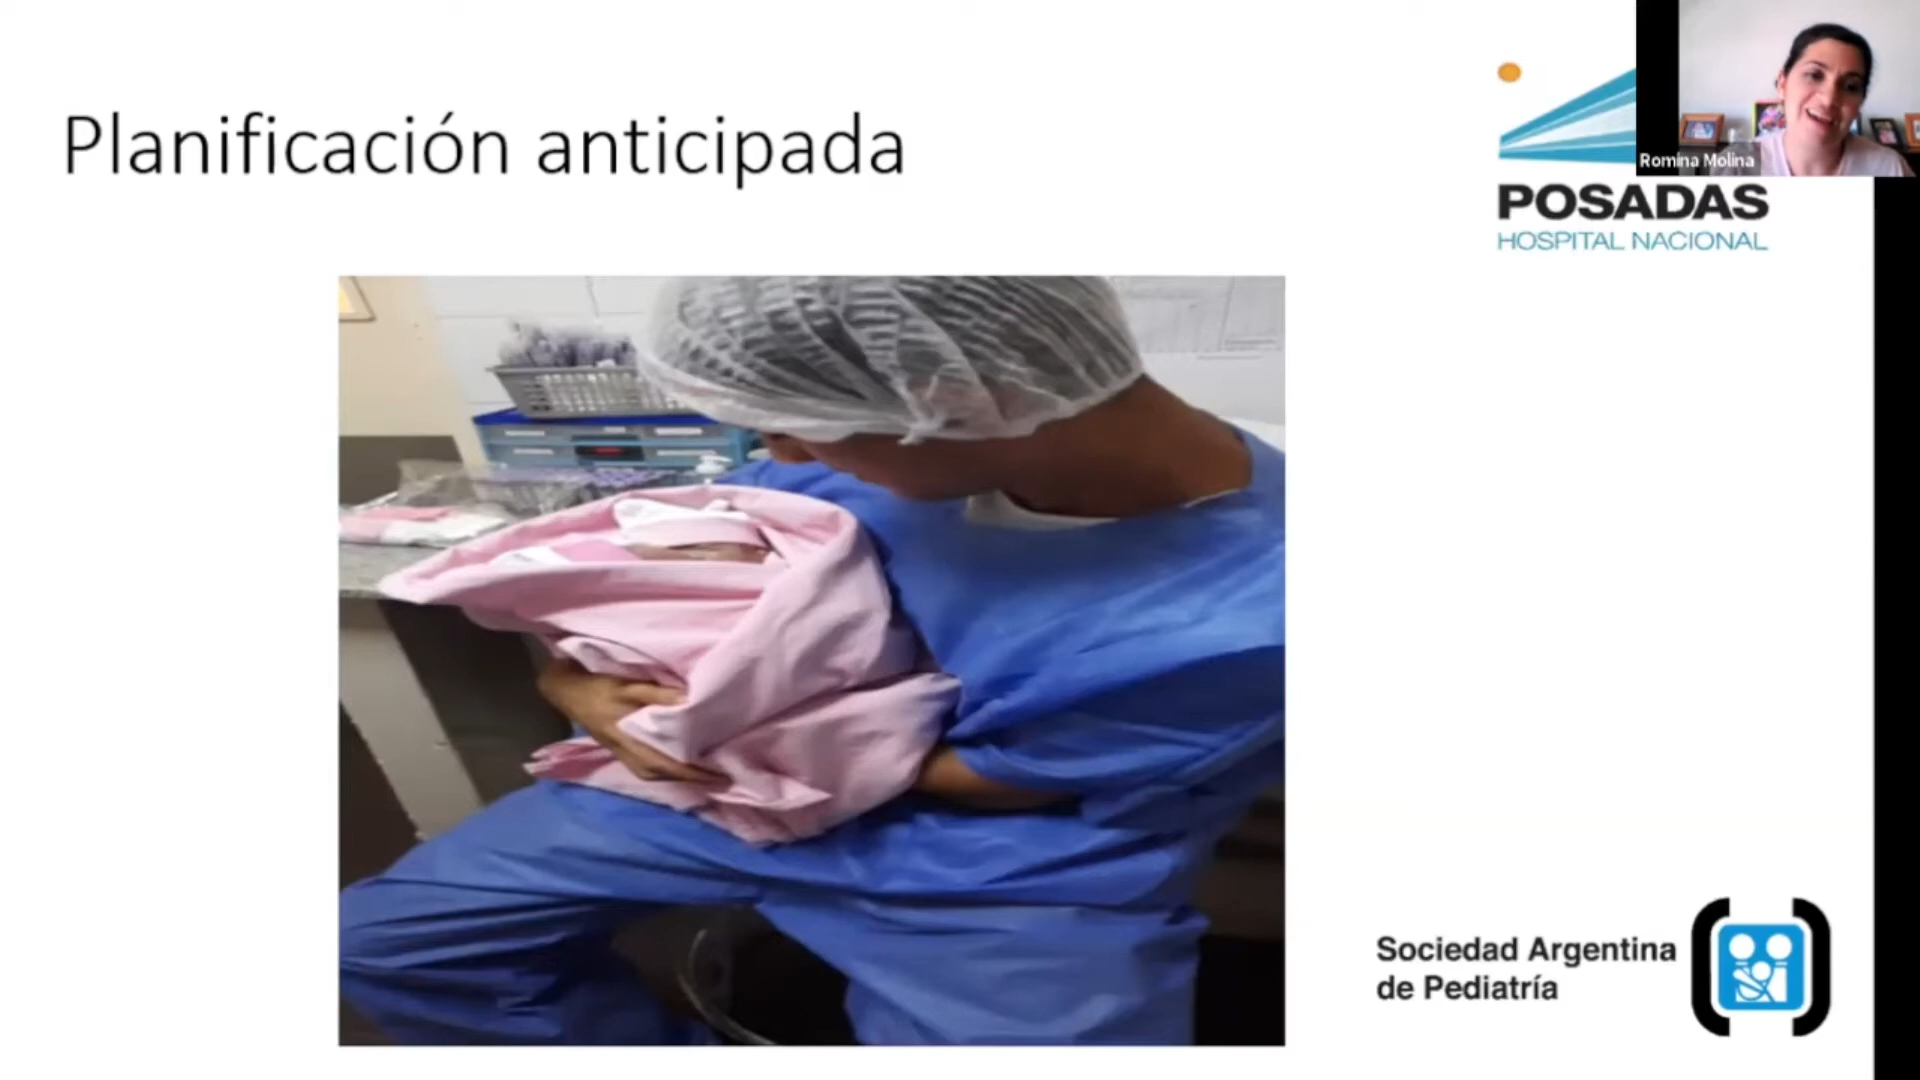 Planificación anticipada
Romina Molina
POSADAS
HOSPITAL NACIONAL
Sociedad Argentina
de Pediatría